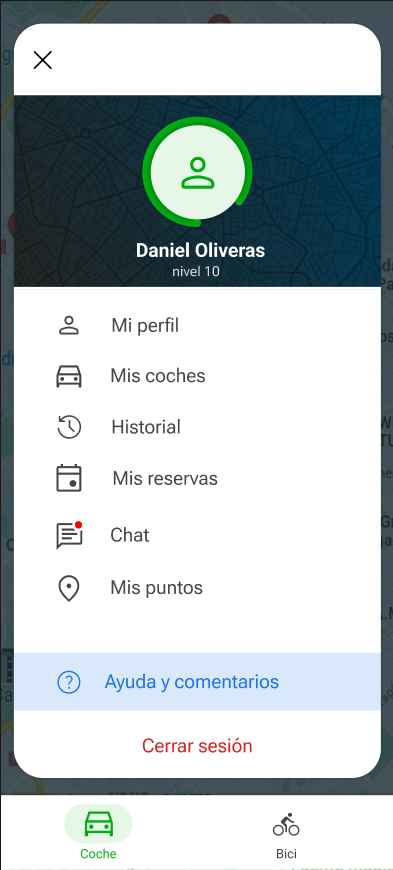 Daniel Oliveras
nivel 10
Mi perfil
Mis coches
Historial
Mis reservas
Chat
Mis puntos
Ayuda y comentarios
Cerrar sesión
Coche
Bici